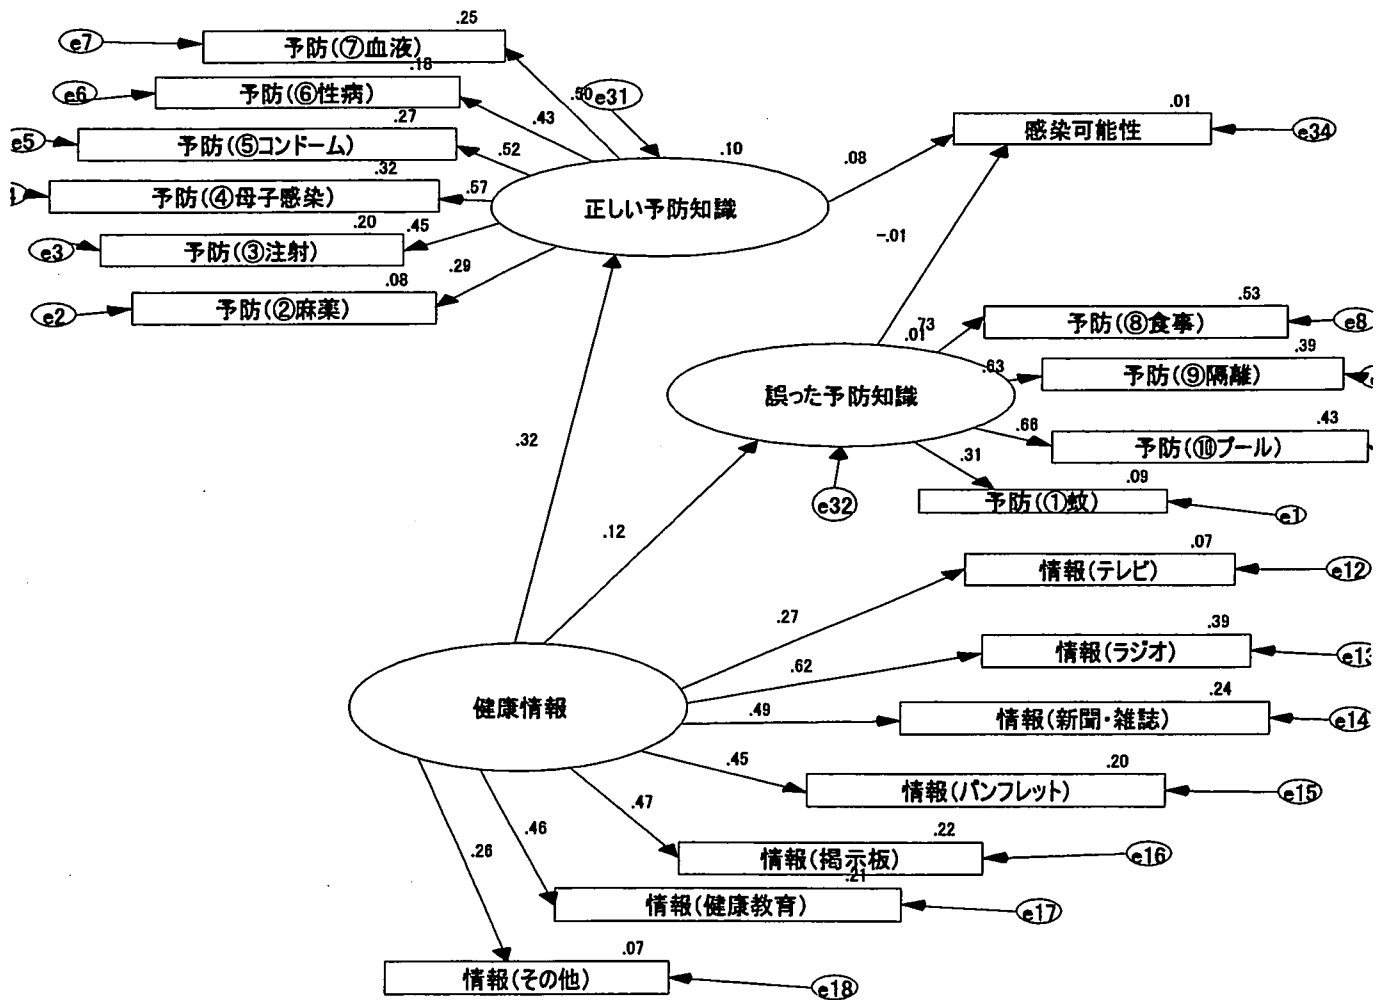 .25
e7
予防(⑦血液)
.18
e6
予防(⑥性病)
.50
e31
.43
.27
e5
予防(⑤コンドーム)
.52
.32
予防(④母子感染)
.57
.20
.45
e3
予防(③注射)
.08
.29
e2
予防(②麻薬)
.10
正しい予防知識
.08
.01
感染可能性
e34
-.01
.53
.73
予防(⑧食事)
e8
.01
.39
.63
予防(⑨隔離)
誤った予防知識
.43
.66
予防(⑩プール)
.31
.09
予防(①蚊)
e1
e32
.32
.12
.07
情報(テレビ)
e12
.27
.39
情報(ラジオ)
e13
.62
健康情報
.24
情報(新聞・雑誌)
e14
.49
.20
.45
情報(パンフレット)
e15
.47
.22
情報(掲示板)
e16
.46
.21
情報(健康教育)
e17
.26
.07
情報(その他)
e18